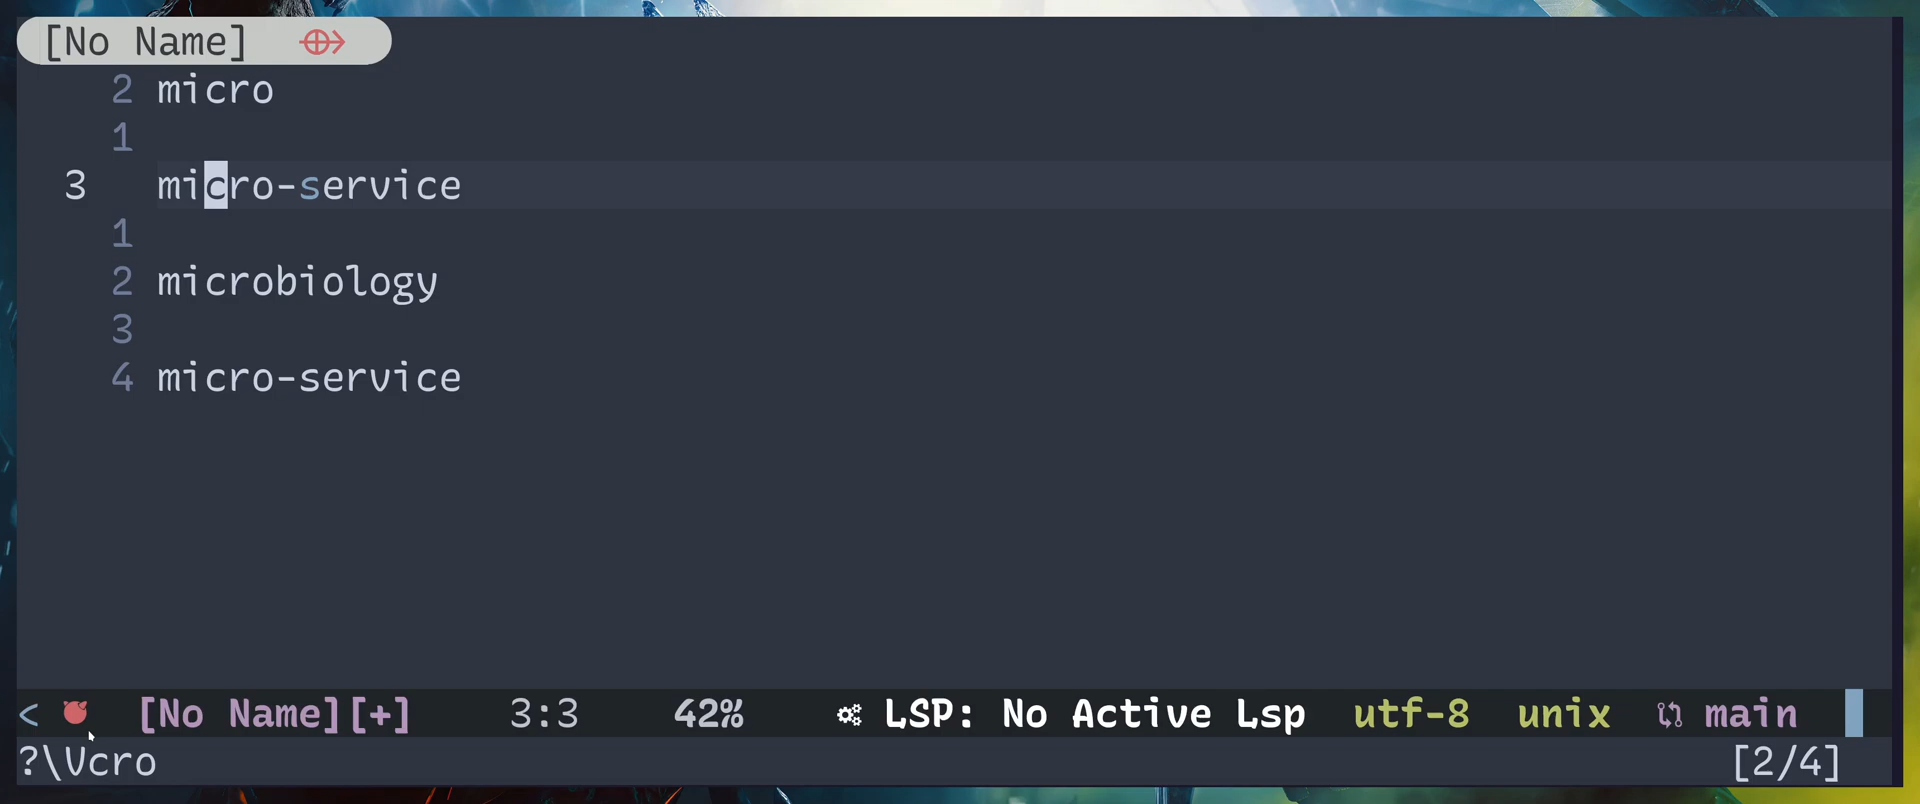 [No Name]
2 micro
1
3 micro-service
1
2 microbiology
3
4 micro-service
< [No Name][+] 3:3 42% LSP: No Active Lsp utf-8 unix main
?\Vcro [2/4]